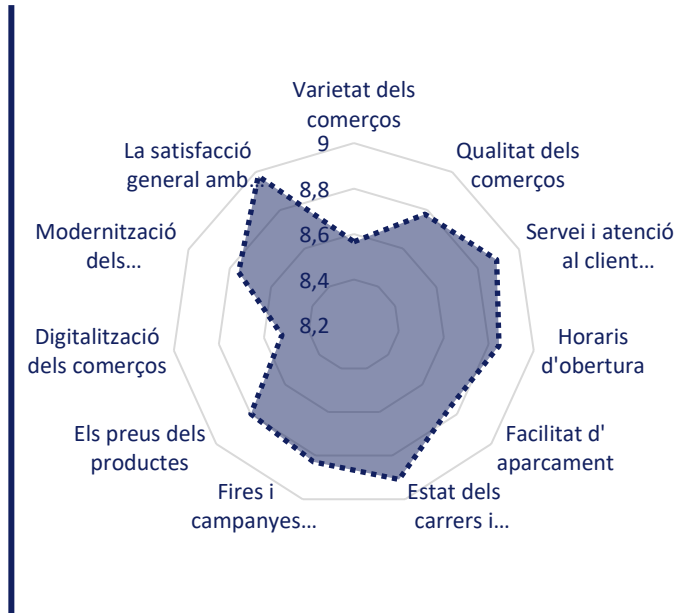 Varietat dels
comerços
Qualitat dels
comerços
Servei i atenció
al client...
Horaris
d'obertura
Facilitat d'
aparcament
Estat dels
carrers i...
Fires i
campanyes...
Els preus dels
productes
Digitalització
dels comerços
Modernització
dels...
La satisfacció
general amb...
9
8,8
8,6
8,4
8,2